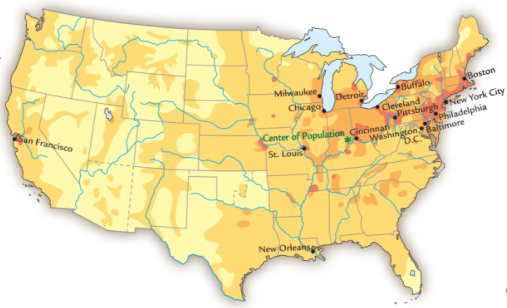 Boston
Buffalo
Milwaukee
Detroit
New York City
Chicago
Cleveland
Pittsburgh
Philadelphia
Center of Population
Cincinnati
Baltimore
Washington,
D.C.
San Francisco
St. Louis
New Orleans